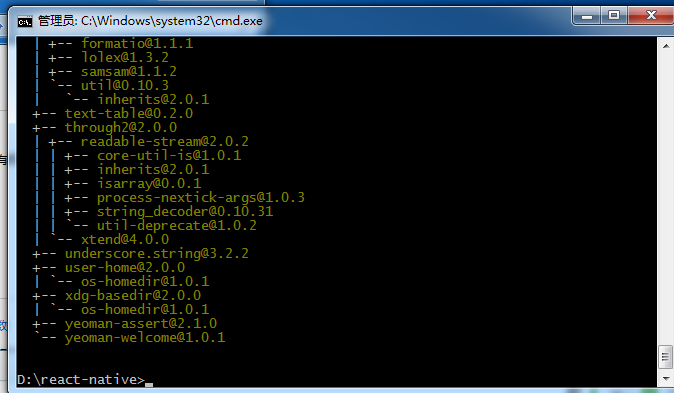 管理员: C:\Windows\system32\cmd.exe
| +-- formatio@1.1.1
| +-- lolex@1.3.2
| +-- samsam@1.1.2
| `-- util@0.10.3
|   `-- inherits@2.0.1
+-- text-table@0.2.0
+-- through2@2.0.0
| +-- readable-stream@2.0.2
| | +-- core-util-is@1.0.1
| | +-- inherits@2.0.1
| | +-- isarray@0.0.1
| | +-- process-nextick-args@1.0.3
| | +-- string_decoder@0.10.31
| | `-- util-deprecate@1.0.2
| `-- xtend@4.0.0
+-- underscore.string@3.2.2
+-- user-home@2.0.0
| `-- os-homedir@1.0.1
+-- xdg-basedir@2.0.0
| `-- os-homedir@1.0.1
+-- yeoman-assert@2.1.0
`-- yeoman-welcome@1.0.1
D:\react-native>